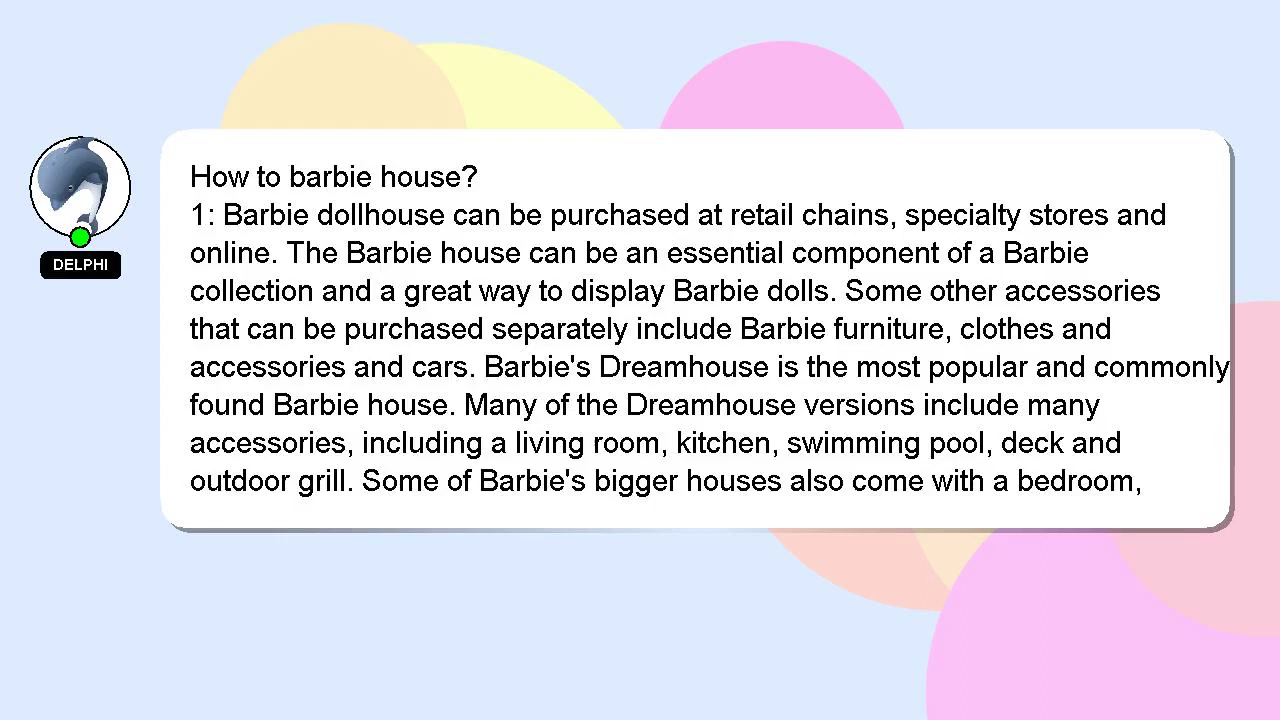 How to barbie house?
1: Barbie dollhouse can be purchased at retail chains, specialty stores and
online. The Barbie house can be an essential component of a Barbie
collection and a great way to display Barbie dolls. Some other accessories
that can be purchased separately include Barbie furniture, clothes and
accessories and cars. Barbie's Dreamhouse is the most popular and commonly
found Barbie house. Many of the Dreamhouse versions include many
accessories, including a living room, kitchen, swimming pool, deck and
outdoor grill. Some of Barbie's bigger houses also come with a bedroom,
DELPHI